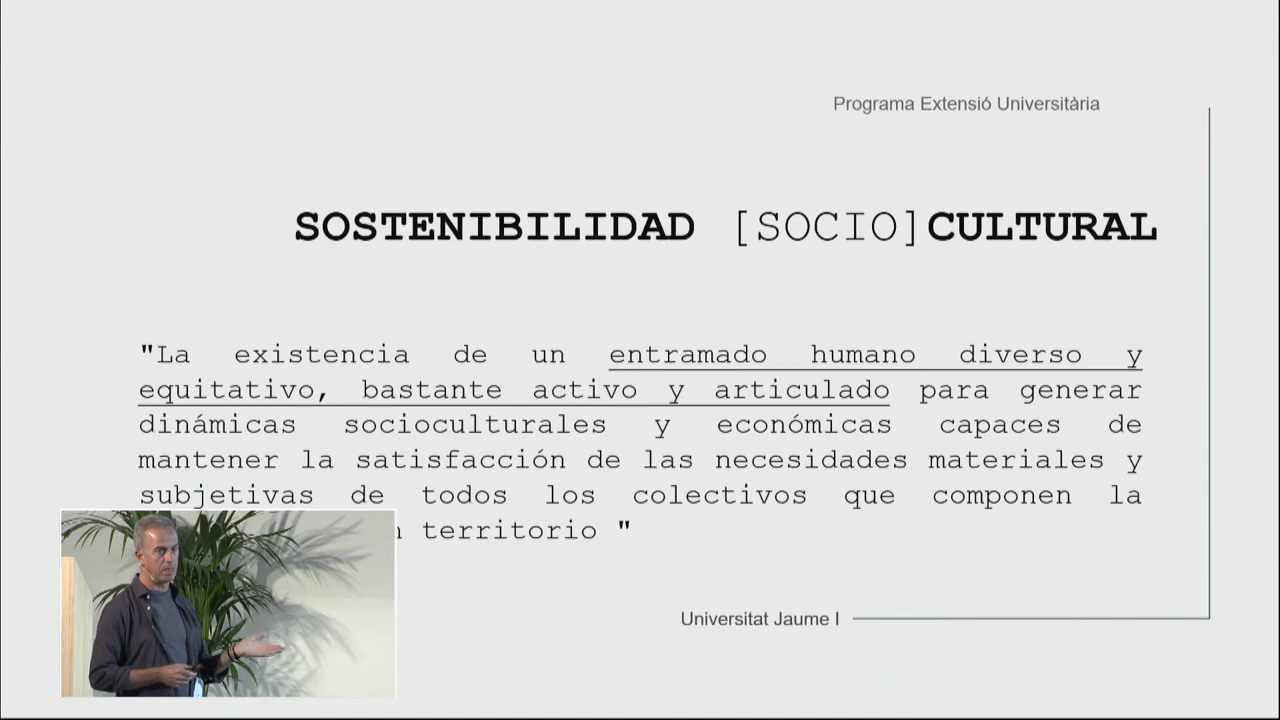 Programa Extensió Universitària
SOSTENIBILIDAD [SOCIO]CULTURAL
"La existencia de un entramado humano diverso y
equitativo, bastante activo y articulado para generar
dinámicas socioculturales y económicas capaces de
mantener la satisfacción de las necesidades materiales y
subjetivas de todos los colectivos que componen la
territorio "
Universitat Jaume I